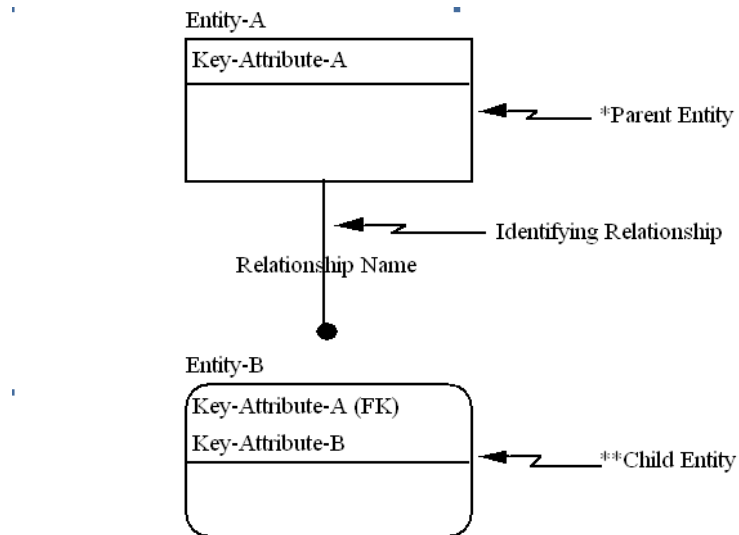 Entity-A
Key-Attribute-A
*Parent Entity
Identifying Relationship
Relationship Name
Entity-B
Key-Attribute-A (FK)
Key-Attribute-B
**Child Entity